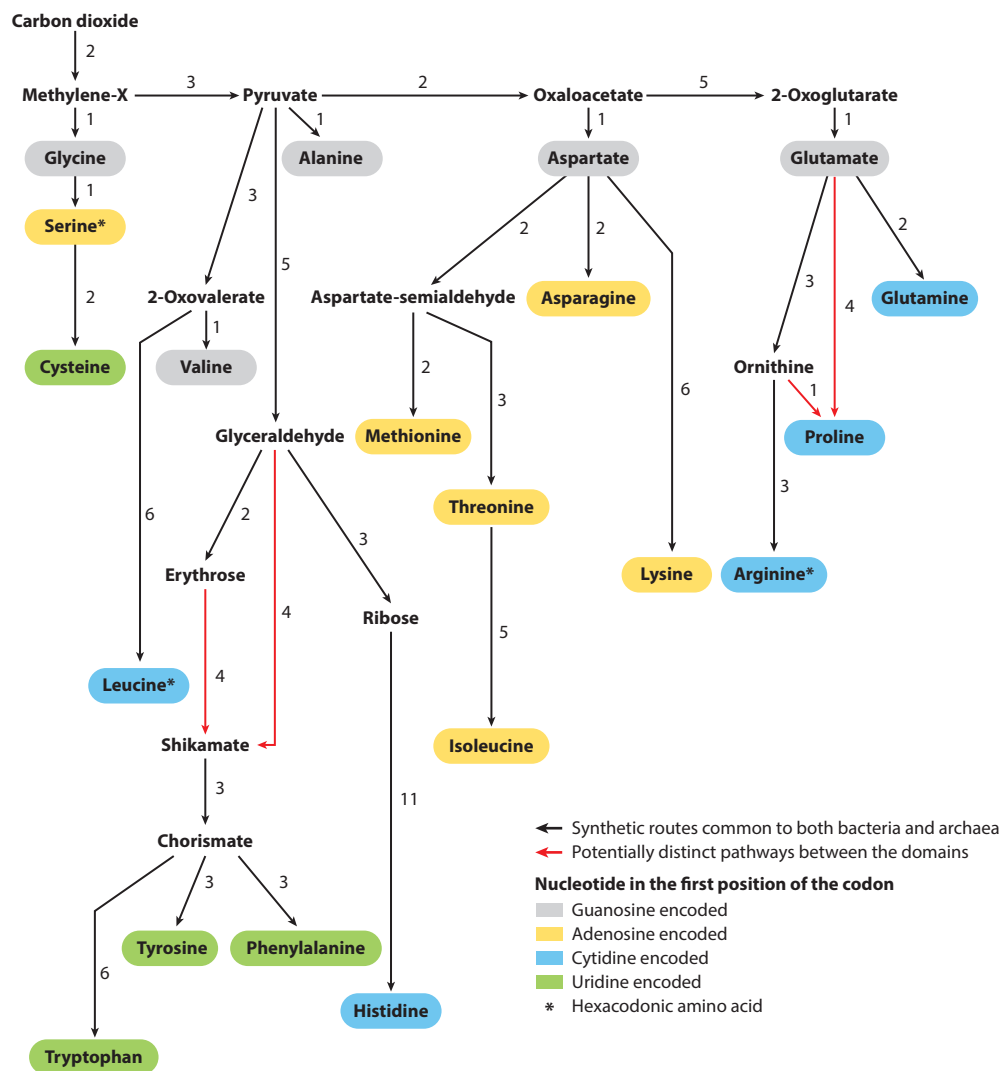 Carbon dioxide
2
Methylene-X
3
Pyruvate
2
Oxaloacetate
5
2-Oxoglutarate
1
1
1
1
Glycine
Alanine
Aspartate
Glutamate
1
3
Serine*
2
2
2
5
3
4
2
2-Oxovalerate
Aspartate-semialdehyde
Asparagine
Glutamine
1
Cysteine
Valine
2
Ornithine
1
6
3
Glyceraldehyde
Methionine
Proline
3
6
2
3
Threonine
Erythrose
Lysine
Arginine*
4
Ribose
5
4
Leucine*
Shikamate
Isoleucine
3
11
Chorismate
Synthetic routes common to both bacteria and archaea
Potentially distinct pathways between the domains
3
3
Nucleotide in the first position of the codon
Guanosine encoded
Adenosine encoded
Cytidine encoded
Uridine encoded
* Hexacodonic amino acid
Tyrosine
Phenylalanine
6
Histidine
Tryptophan